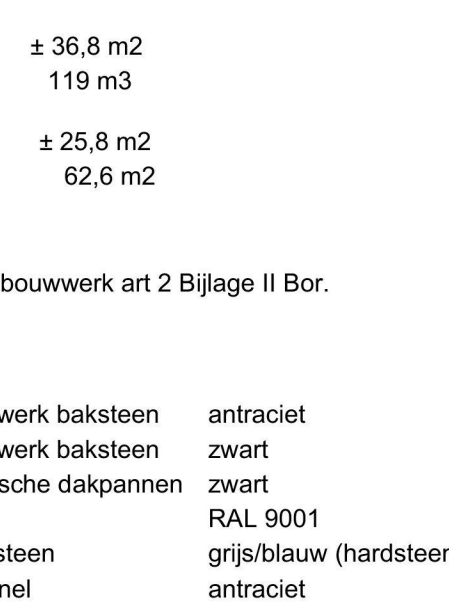 ± 36,8 m2
119 m3
± 25,8 m2
62,6 m2
bouwwerk art 2 Bijlage II Bor.
werk baksteen antraciet
werk baksteen zwart
sche dakpannen zwart
RAL 9001
steen grijs/blauw (hardsteen
nel antraciet